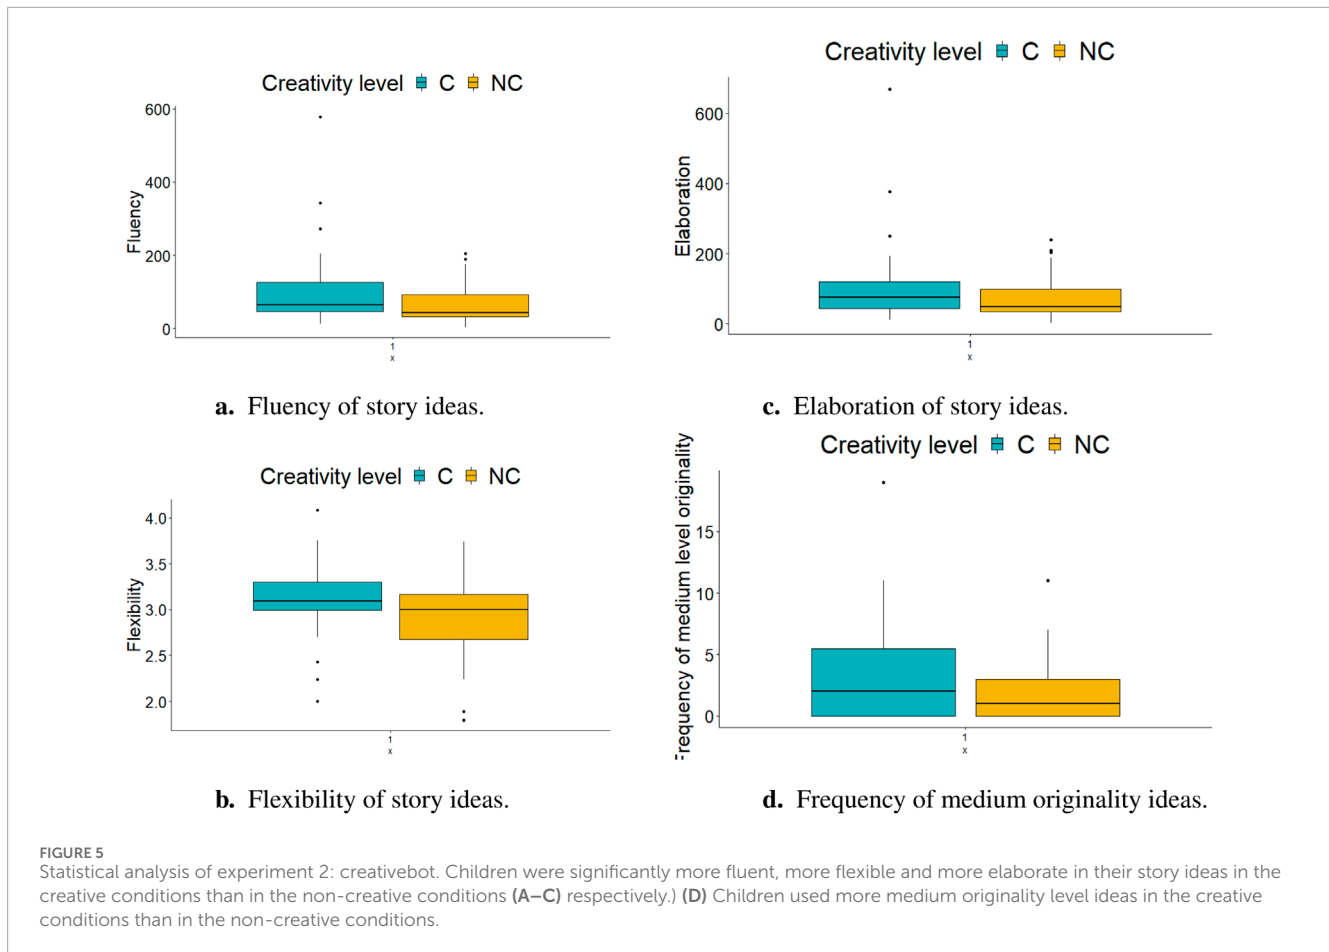 Creativity level C NC
600
400
200
0
Fluency
1
x
a. Fluency of story ideas.
Creativity level C NC
600
400
200
0
Elaboration
1
x
c. Elaboration of story ideas.
Creativity level C NC
4.0
3.5
3.0
2.5
2.0
Flexibility
1
x
b. Flexibility of story ideas.
Creativity level C NC
15
10
5
0
Frequency of medium level originality
1
x
d. Frequency of medium originality ideas.
FIGURE 5
Statistical analysis of experiment 2: creativebot. Children were significantly more fluent, more flexible and more elaborate in their story ideas in the
creative conditions than in the non-creative conditions (A–C) respectively.) (D) Children used more medium originality level ideas in the creative
conditions than in the non-creative conditions.